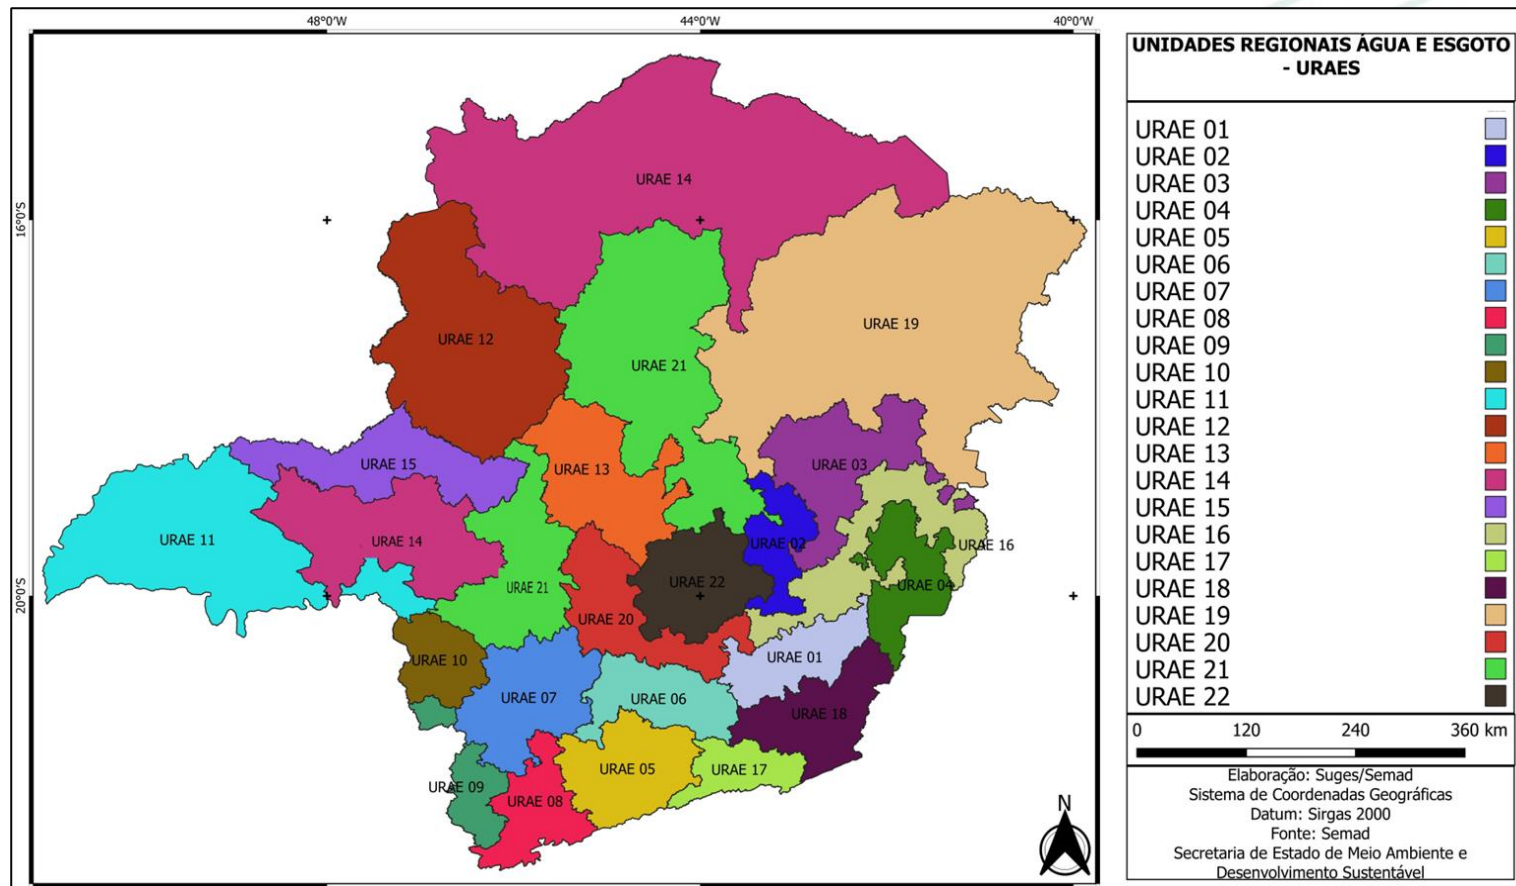 48°0'0"W
44°0'0"W
40°0'0"W
16°0'0"S
20°0'0"S
URAE 14
URAE 12
URAE 19
URAE 21
URAE 15
URAE 13
URAE 03
URAE 11
URAE 14
URAE 02
URAE 16
URAE 21
URAE 22
URAE 04
URAE 20
URAE 10
URAE 01
URAE 07
URAE 06
URAE 18
URAE 09
URAE 08
URAE 05
URAE 17
N
UNIDADES REGIONAIS ÁGUA E ESGOTO
- URAES
URAE 01
URAE 02
URAE 03
URAE 04
URAE 05
URAE 06
URAE 07
URAE 08
URAE 09
URAE 10
URAE 11
URAE 12
URAE 13
URAE 14
URAE 15
URAE 16
URAE 17
URAE 18
URAE 19
URAE 20
URAE 21
URAE 22
0 120 240 360 km
Elaboração: Suges/Semad
Sistema de Coordenadas Geográficas
Datum: Sirgas 2000
Fonte: Semad
Secretaria de Estado de Meio Ambiente e
Desenvolvimento Sustentável